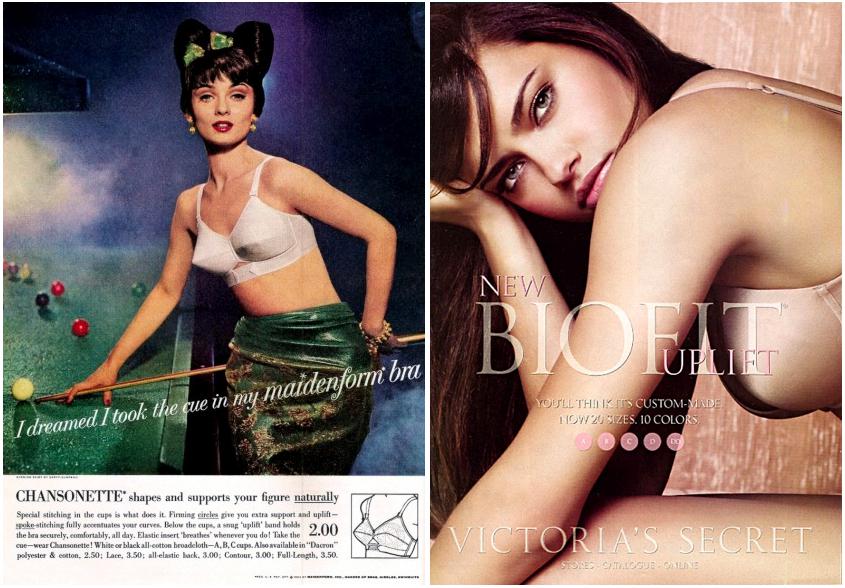 I dreamed I took the cue in my maidenform* bra
CHANSONETTE* shapes and supports your figure naturally
Special stitching in the cups is what does it. Firming circles give you extra support and uplift—
spoke-stitching fully accentuates your curves. Below the cups, a snug 'uplift' band holds
the bra securely, comfortably, all day. Elastic insert 'breathes' whenever you do! Take the
cue—wear Chansonette! White or black all-cotton broadcloth—A, B, C cups. Also available in "Dacron"
polyester & cotton, 2.50; Lace, 3.50; all-elastic back, 3.00; Contour, 3.00; Full-Length, 3.50.
2.00
NEW
BIOFIT®
UPLIFT
YOU'LL THINK IT'S CUSTOM-MADE
NOW 20 SIZES. 10 COLORS.
A B C D DD
VICTORIA'S SECRET
STORES · CATALOGUE · ONLINE